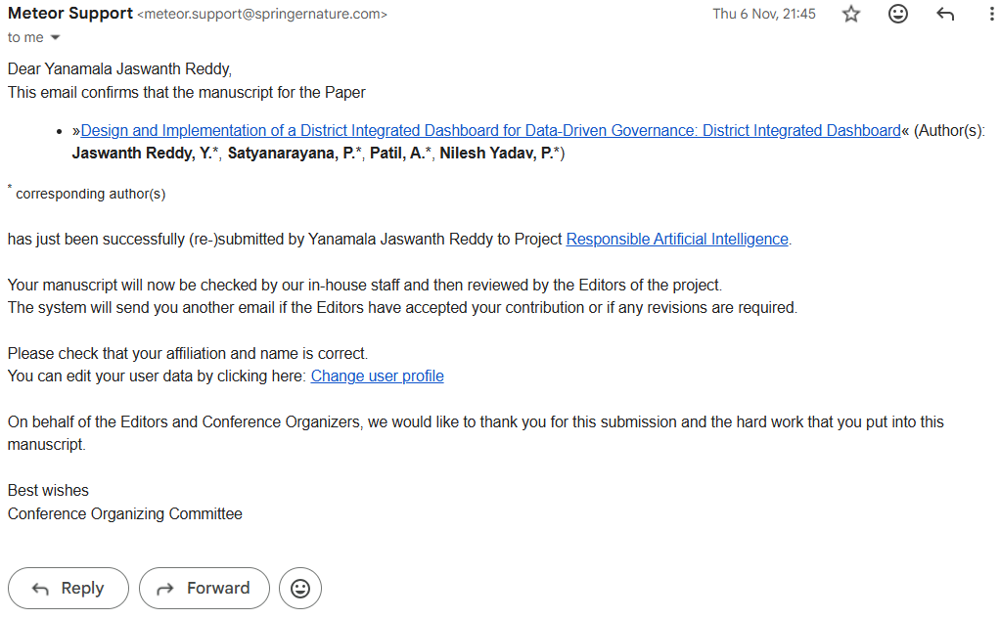 Meteor Support <meteor.support@springernature.com> Thu 6 Nov, 21:45
to me
Dear Yanamala Jaswanth Reddy,
This email confirms that the manuscript for the Paper
• »Design and Implementation of a District Integrated Dashboard for Data-Driven Governance: District Integrated Dashboard« (Author(s):
Jaswanth Reddy, Y.*, Satyanarayana, P.*, Patil, A.*, Nilesh Yadav, P.*)
* corresponding author(s)
has just been successfully (re-)submitted by Yanamala Jaswanth Reddy to Project Responsible Artificial Intelligence.
Your manuscript will now be checked by our in-house staff and then reviewed by the Editors of the project.
The system will send you another email if the Editors have accepted your contribution or if any revisions are required.
Please check that your affiliation and name is correct.
You can edit your user data by clicking here: Change user profile
On behalf of the Editors and Conference Organizers, we would like to thank you for this submission and the hard work that you put into this
manuscript.
Best wishes
Conference Organizing Committee
Reply Forward